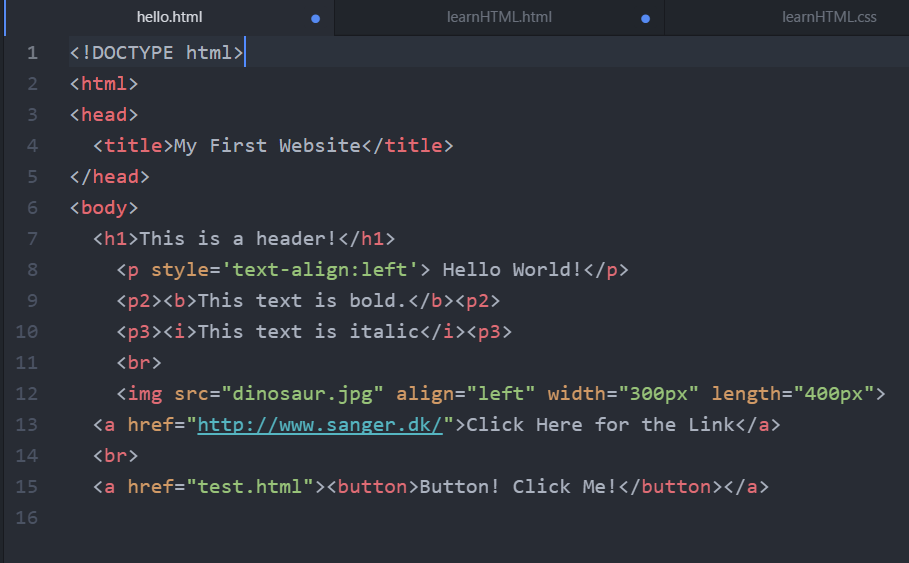 hello.html learnHTML.html learnHTML.css
1 <!DOCTYPE html>
2 <html>
3 <head>
4   <title>My First Website</title>
5 </head>
6 <body>
7   <h1>This is a header!</h1>
8     <p style='text-align:left'> Hello World!</p>
9     <p2><b>This text is bold.</b><p2>
10     <p3><i>This text is italic</i><p3>
11     <br>
12     <img src="dinosaur.jpg" align="left" width="300px" length="400px">
13   <a href="http://www.sanger.dk/">Click Here for the Link</a>
14   <br>
15   <a href="test.html"><button>Button! Click Me!</button></a>
16